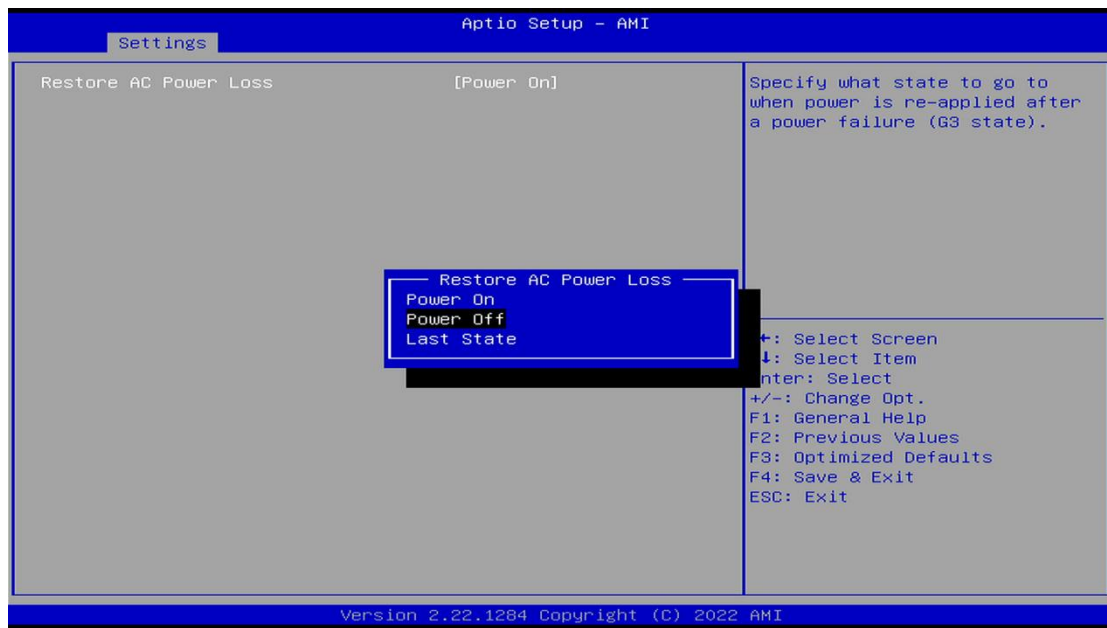 Aptio Setup – AMI
Settings
Restore AC Power Loss [Power On]
Specify what state to go to
when power is re-applied after
a power failure (G3 state).
Restore AC Power Loss
Power On
Power Off
Last State
: Select Screen
: Select Item
nter: Select
+/-: Change Opt.
F1: General Help
F2: Previous Values
F3: Optimized Defaults
F4: Save & Exit
ESC: Exit
Version 2.22.1284 Copyright (C) 2022 AMI